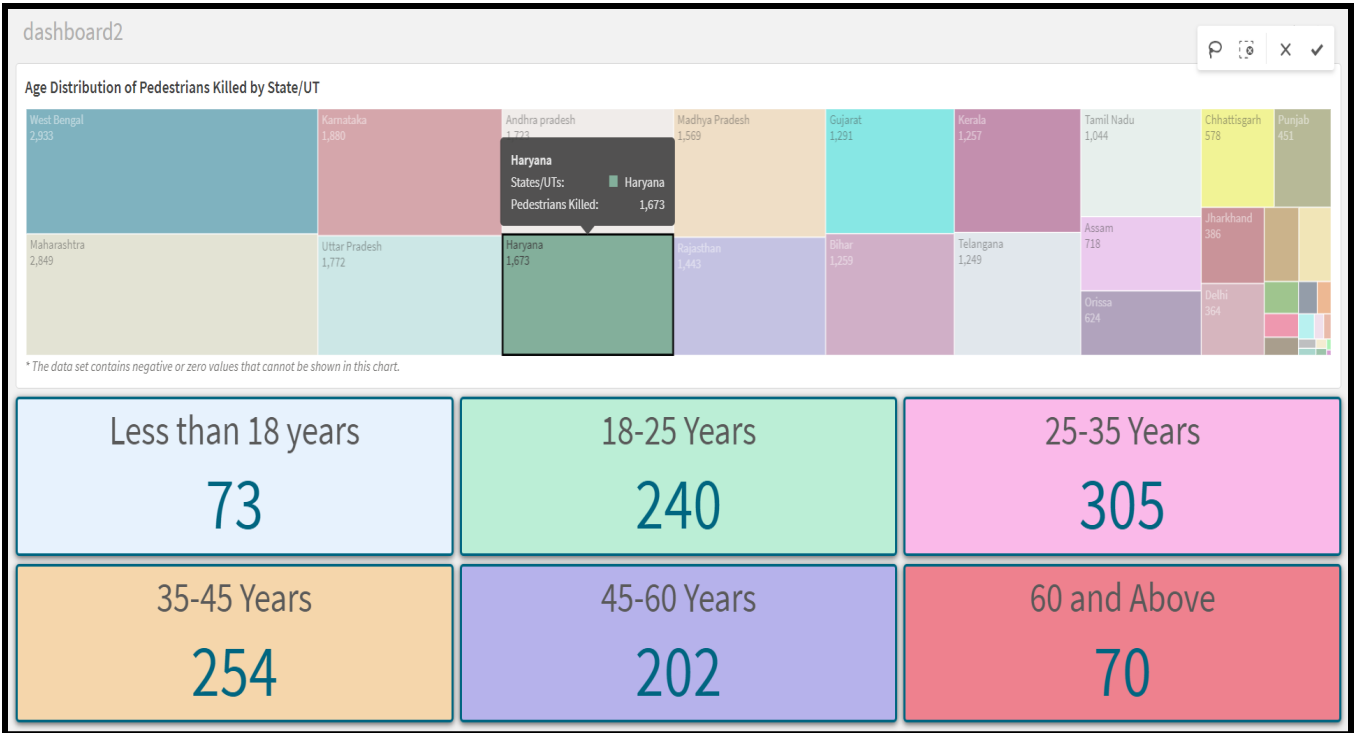 dashboard2
Age Distribution of Pedestrians Killed by State/UT
West Bengal
2,933
Karnataka
1,880
Andhra pradesh
1,723
Madhya Pradesh
1,569
Gujarat
1,291
Kerala
1,257
Tamil Nadu
1,044
Chhattisgarh
578
Punjab
451
Haryana
States/UTs: Haryana
Pedestrians Killed: 1,673
Maharashtra
2,849
Uttar Pradesh
1,772
Haryana
1,673
Rajasthan
1,443
Bihar
1,259
Telangana
1,249
Assam
718
Orissa
624
Jharkhand
386
Delhi
364
* The data set contains negative or zero values that cannot be shown in this chart.
Less than 18 years
73
18-25 Years
240
25-35 Years
305
35-45 Years
254
45-60 Years
202
60 and Above
70